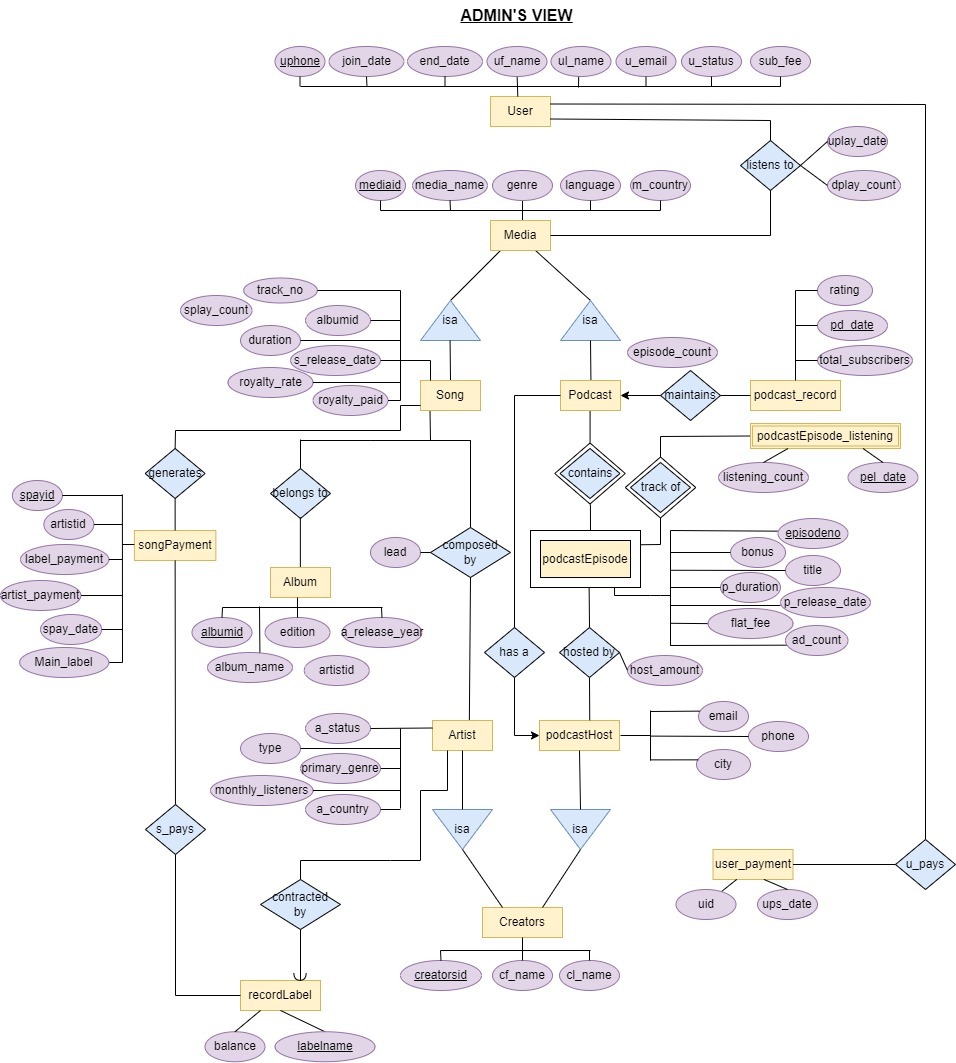 ADMIN'S VIEW
uphone
join_date
end_date
uf_name
ul_name
u_email
u_status
sub_fee
User
uplay_date
listens to
dplay_count
mediaid
media_name
genre
language
m_country
Media
track_no
splay_count
albumid
duration
s_release_date
royalty_rate
royalty_paid
isa
isa
episode_count
rating
pd_date
total_subscribers
Song
Podcast
maintains
podcast_record
podcastEpisode_listening
generates
belongs to
contains
track of
listening_count
pel_date
spayid
artistid
label_payment
artist_payment
spay_date
Main_label
songPayment
lead
composed
by
podcastEpisode
episodeno
bonus
title
p_duration
p_release_date
flat_fee
ad_count
Album
albumid
edition
a_release_year
album_name
artistid
has a
hosted by
host_amount
a_status
type
primary_genre
monthly_listeners
a_country
Artist
podcastHost
email
phone
city
s_pays
isa
isa
user_payment
u_pays
uid
ups_date
contracted
by
Creators
creatorsid
cf_name
cl_name
recordLabel
balance
labelname